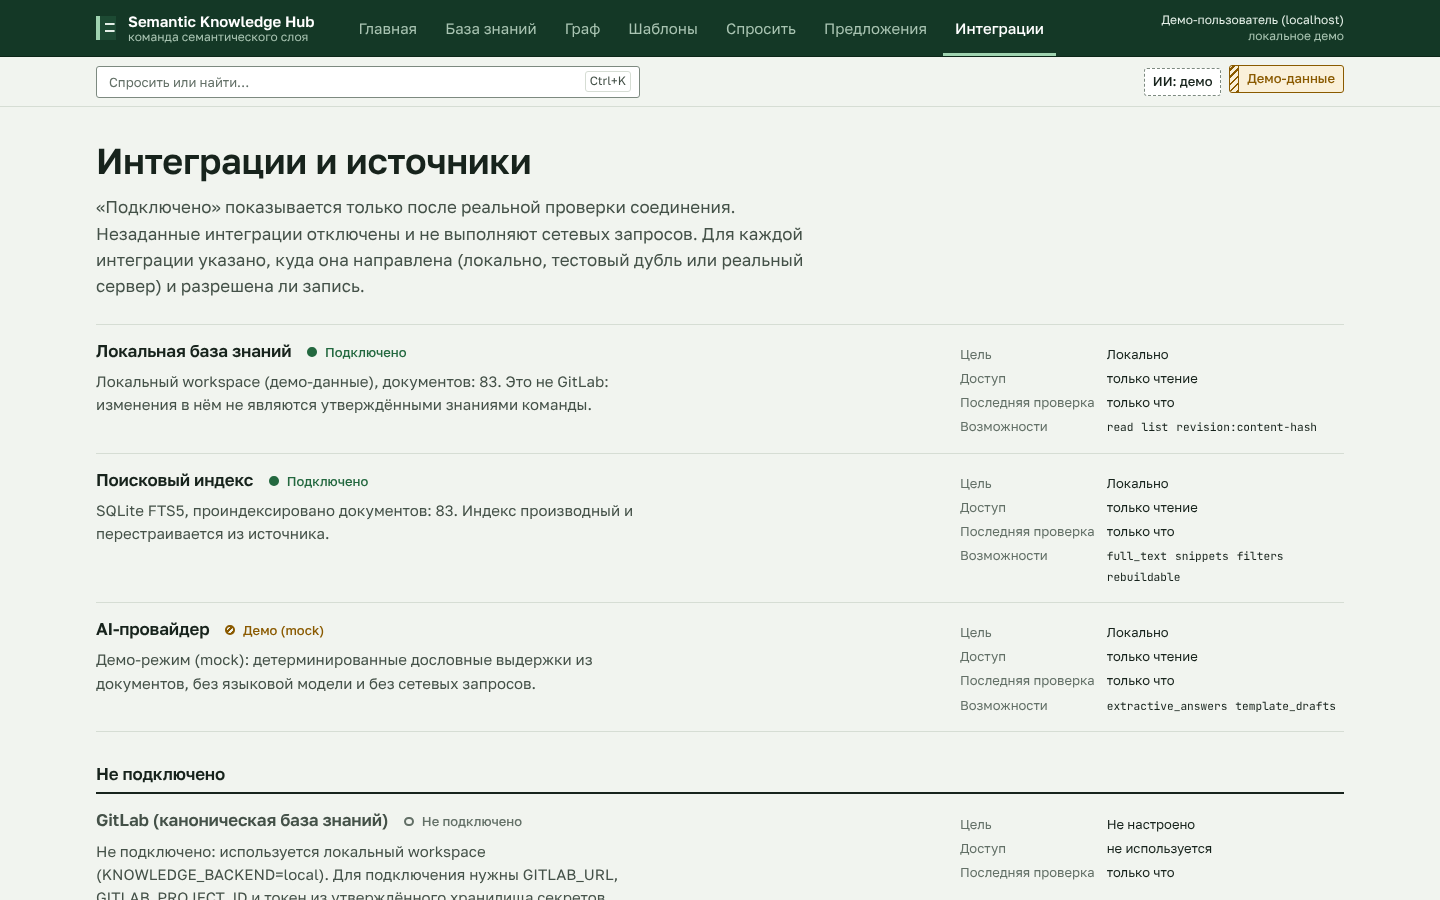 Semantic Knowledge Hub
команда семантического слоя
Главная База знаний Граф Шаблоны Спросить Предложения Интеграции
Демо-пользователь (localhost)
локальное демо
Спросить или найти... Ctrl+K
ИИ: демо
Демо-данные
Интеграции и источники
«Подключено» показывается только после реальной проверки соединения.
Незаданные интеграции отключены и не выполняют сетевых запросов. Для каждой
интеграции указано, куда она направлена (локально, тестовый дубль или реальный
сервер) и разрешена ли запись.
Локальная база знаний Подключено
Локальный workspace (демо-данные), документов: 83. Это не GitLab:
изменения в нём не являются утверждёнными знаниями команды.
Цель Локально
Доступ только чтение
Последняя проверка только что
Возможности read list revision:content-hash
Поисковый индекс Подключено
SQLite FTS5, проиндексировано документов: 83. Индекс производный и
перестраивается из источника.
Цель Локально
Доступ только чтение
Последняя проверка только что
Возможности full_text snippets filters
rebuildable
AI-провайдер Демо (mock)
Демо-режим (mock): детерминированные дословные выдержки из
документов, без языковой модели и без сетевых запросов.
Цель Локально
Доступ только чтение
Последняя проверка только что
Возможности extractive_answers template_drafts
Не подключено
GitLab (каноническая база знаний) Не подключено
Не подключено: используется локальный workspace
(KNOWLEDGE_BACKEND=local). Для подключения нужны GITLAB_URL,
GITLAB_PROJECT_ID и токен из утверждённого хранилища секретов.
Цель Не настроено
Доступ не используется
Последняя проверка только что